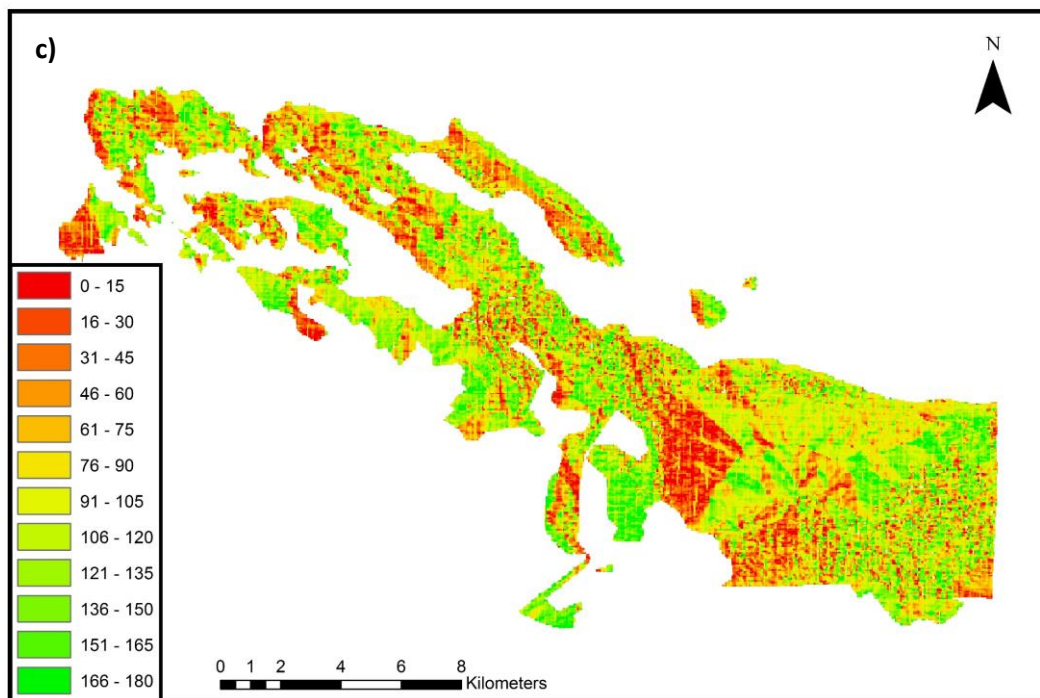 c)
N
0 - 15
16 - 30
31 - 45
46 - 60
61 - 75
76 - 90
91 - 105
106 - 120
121 - 135
136 - 150
151 - 165
166 - 180
0 1 2 4 6 8
Kilometers